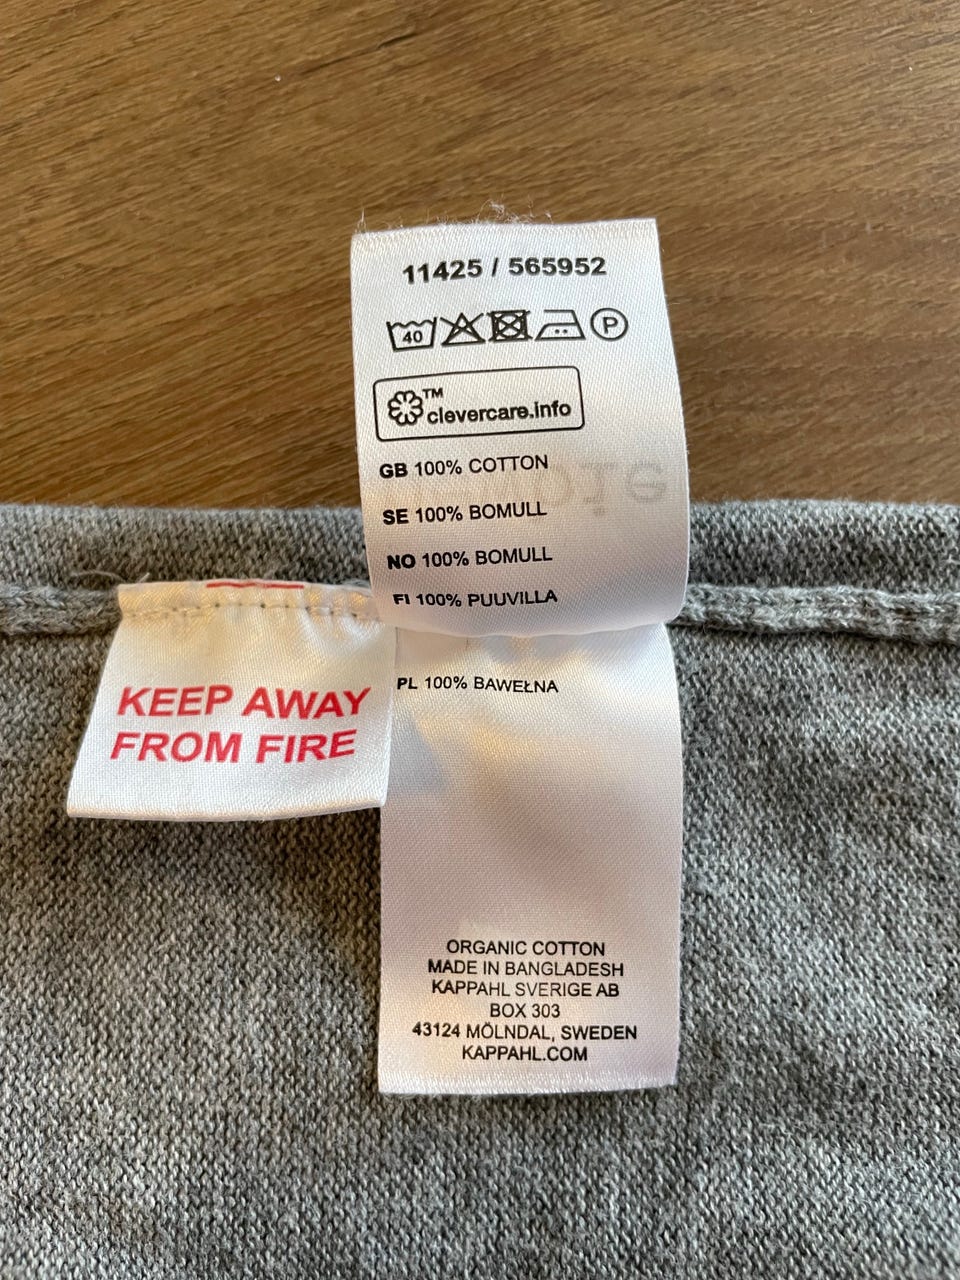 11425 / 565952
40 P
™
clevercare.info
GB 100% COTTON
SE 100% BOMULL
NO 100% BOMULL
FI 100% PUUVILLA
PL 100% BAWEŁNA
KEEP AWAY
FROM FIRE
ORGANIC COTTON
MADE IN BANGLADESH
KAPPAHL SVERIGE AB
BOX 303
43124 MÖLNDAL, SWEDEN
KAPPAHL.COM